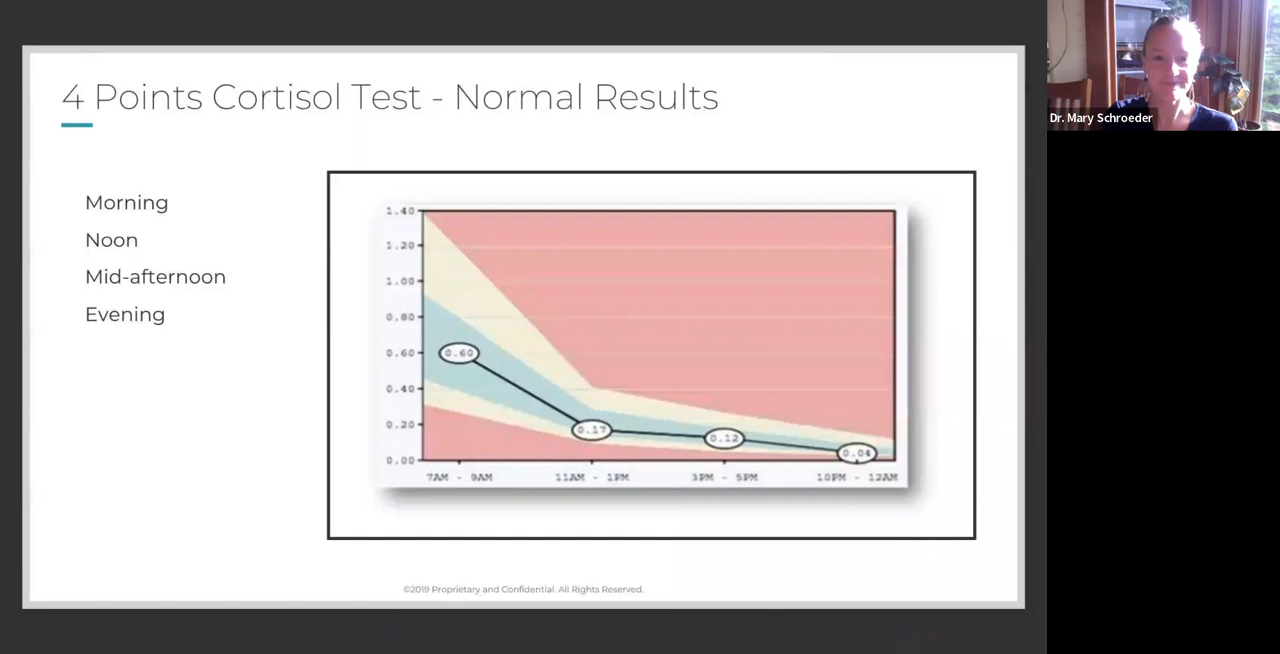 4 Points Cortisol Test - Normal Results
Dr. Mary Schroeder
Morning
Noon
Mid-afternoon
Evening
1.40
1.20
1.00
0.80
0.60
0.40
0.20
0.00
0.60
0.17
0.12
0.04
7AM - 9AM 11AM - 1PM 3PM - 5PM 10PM - 12AM
©2019 Proprietary and Confidential. All Rights Reserved.